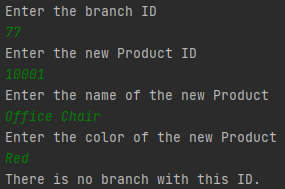 Enter the branch ID
77
Enter the new Product ID
10001
Enter the name of the new Product
Office Chair
Enter the color of the new Product
Red
There is no branch with this ID.